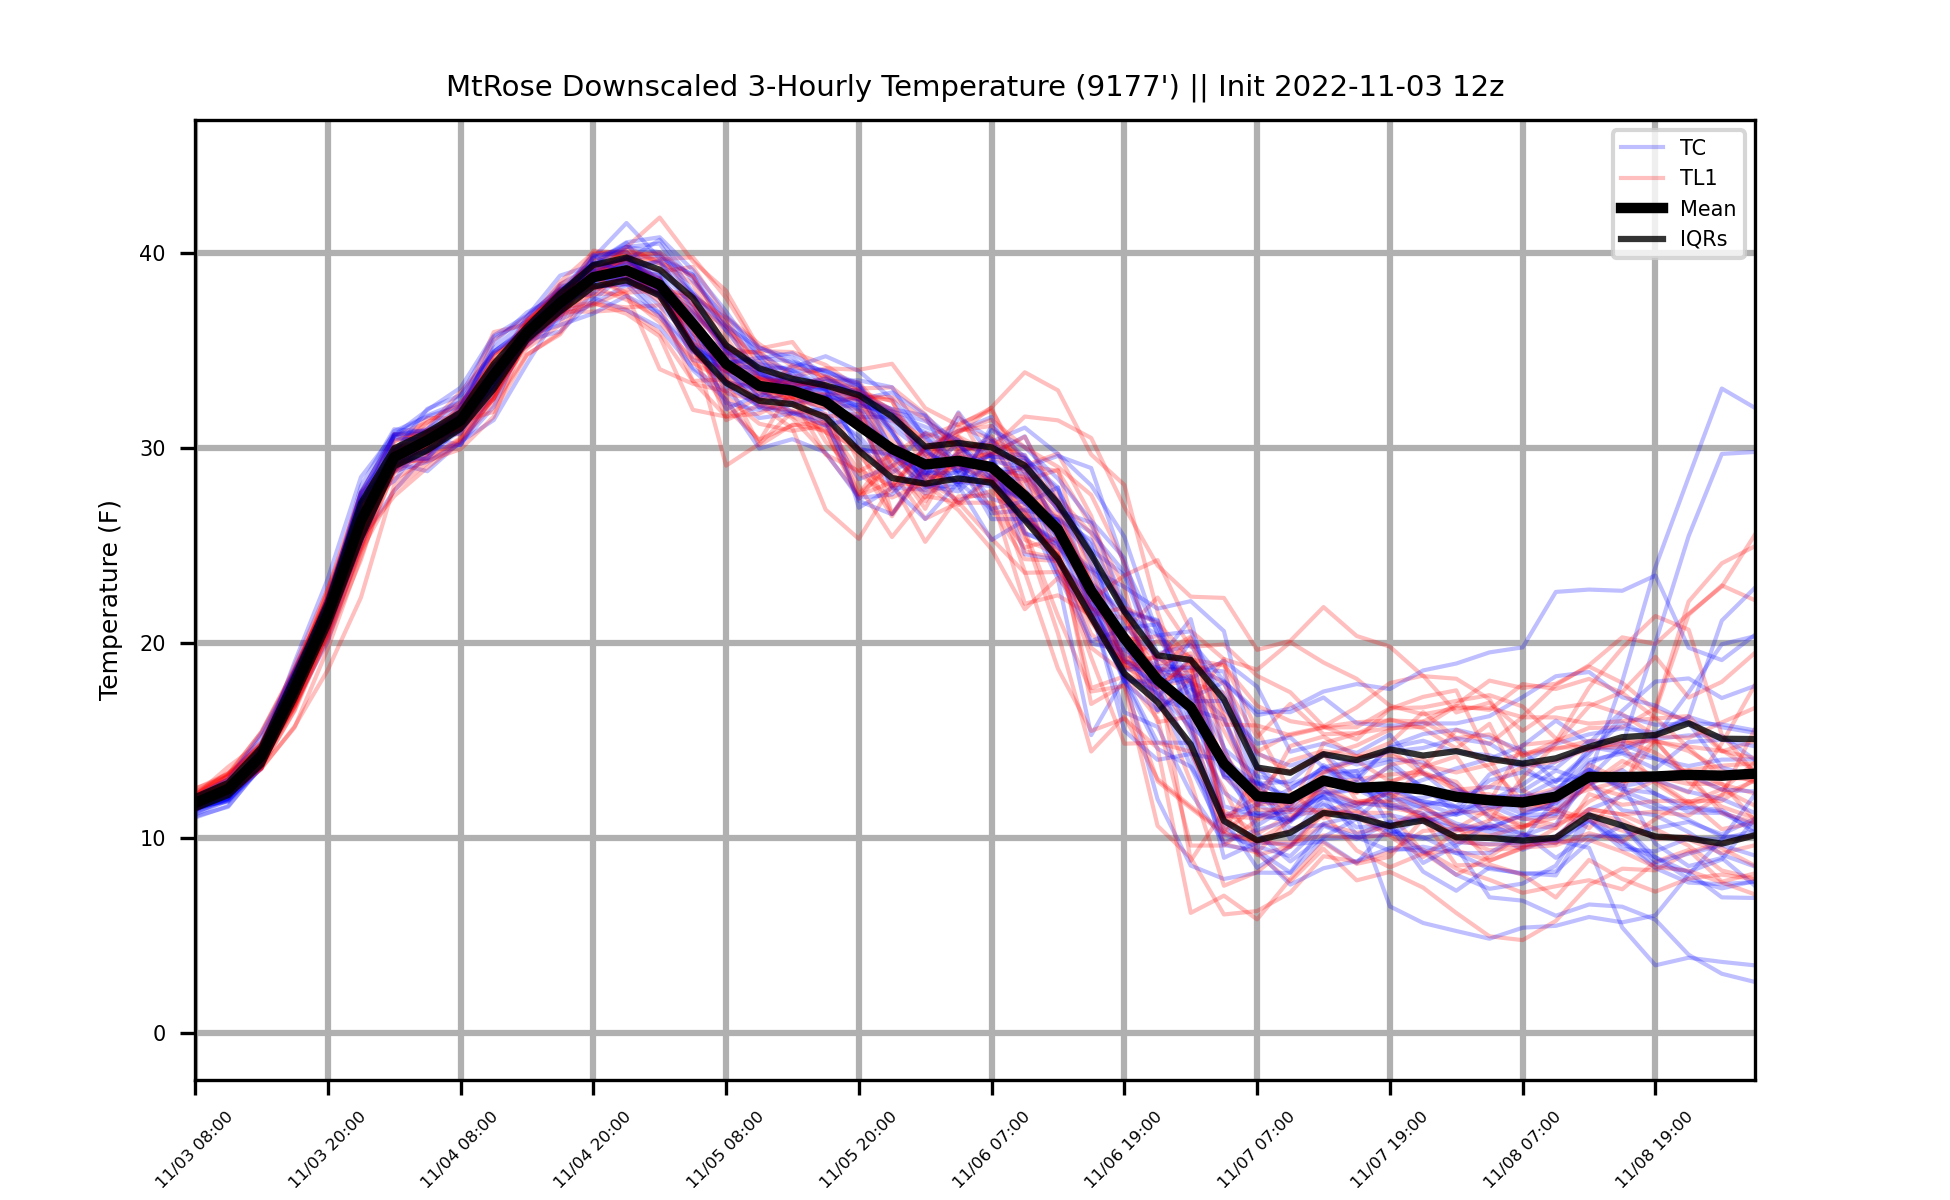 MtRose Downscaled 3-Hourly Temperature (9177') || Init 2022-11-03 12z
TC
TL1
Mean
IQRs
Temperature (F)
40
30
20
10
0
11/03 08:00
11/03 20:00
11/04 08:00
11/04 20:00
11/05 08:00
11/05 20:00
11/06 07:00
11/06 19:00
11/07 07:00
11/07 19:00
11/08 07:00
11/08 19:00